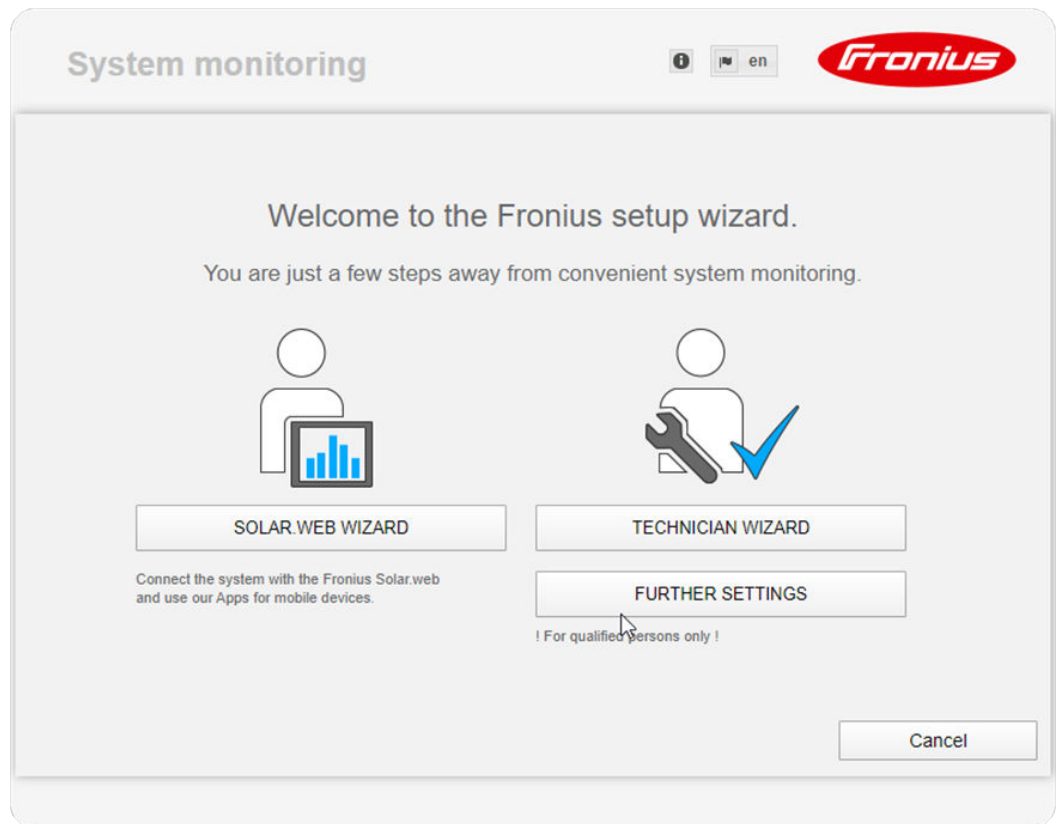 System monitoring
en
Fronius
Welcome to the Fronius setup wizard.
You are just a few steps away from convenient system monitoring.
SOLAR.WEB WIZARD
TECHNICIAN WIZARD
Connect the system with the Fronius Solar.web
and use our Apps for mobile devices.
FURTHER SETTINGS
! For qualified persons only !
Cancel